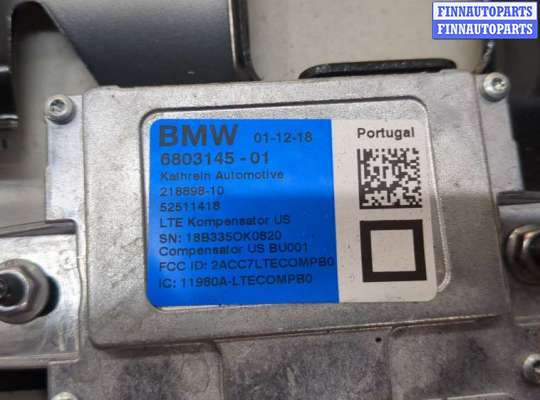 FINNAUTOPARTS
FINNAUTOPARTS
BMW 01-12-18 Portugal
6803145 - 01
Kathrein Automotive
218898-10
52511418
LTE Kompensator US
SN: 18B335OK0820
Compensator US BU001
FCC ID: 2ACC7LTECOMPB0
IC: 11980A-LTECOMPB0